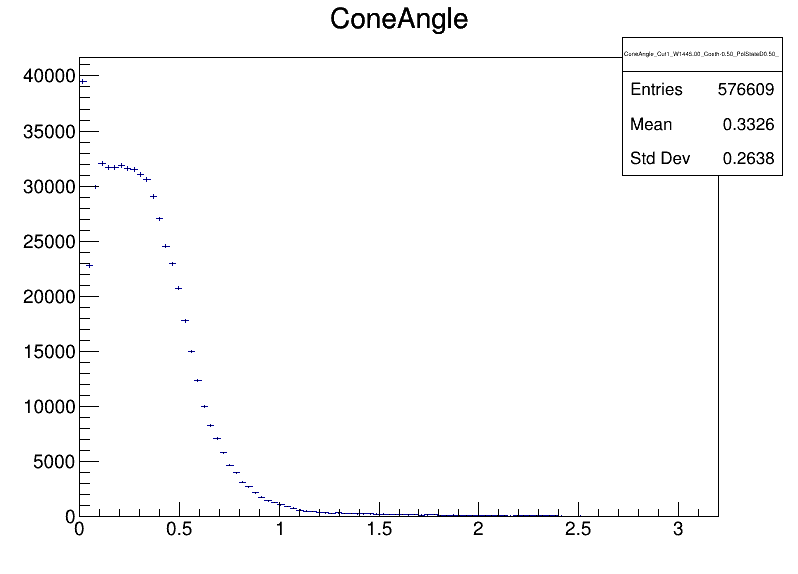 ConeAngle
ConeAngle_Cut1_W1445.00_Costh-0.50_PolStateD0.50_
Entries 576609
Mean 0.3326
Std Dev 0.2638
40000
35000
30000
25000
20000
15000
10000
5000
0
0 0.5 1 1.5 2 2.5 3